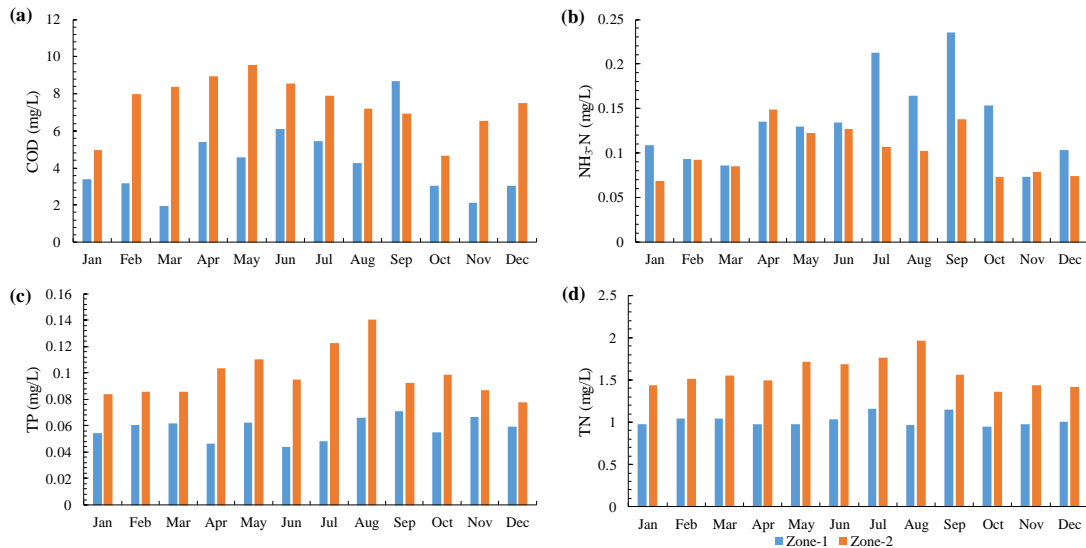 (a)
COD (mg/L)
12
10
8
6
4
2
0
Jan Feb Mar Apr May Jun Jul Aug Sep Oct Nov Dec
(b)
NH₃-N (mg/L)
0.25
0.2
0.15
0.1
0.05
0
Jan Feb Mar Apr May Jun Jul Aug Sep Oct Nov Dec
(c)
TP (mg/L)
0.16
0.14
0.12
0.1
0.08
0.06
0.04
0.02
0
Jan Feb Mar Apr May Jun Jul Aug Sep Oct Nov Dec
(d)
TN (mg/L)
2.5
2
1.5
1
0.5
0
Jan Feb Mar Apr May Jun Jul Aug Sep Oct Nov Dec
Zone-1 Zone-2